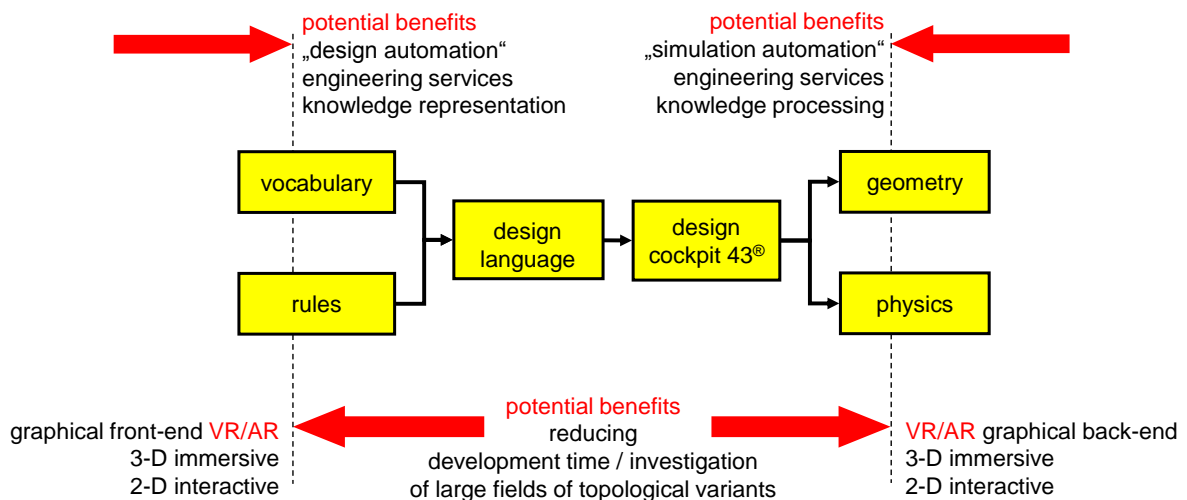 potential benefits
„design automation“
engineering services
knowledge representation
potential benefits
„simulation automation“
engineering services
knowledge processing
vocabulary
rules
design
language
design
cockpit 43®
geometry
physics
graphical front-end VR/AR
3-D immersive
2-D interactive
potential benefits
reducing
development time / investigation
of large fields of topological variants
VR/AR graphical back-end
3-D immersive
2-D interactive